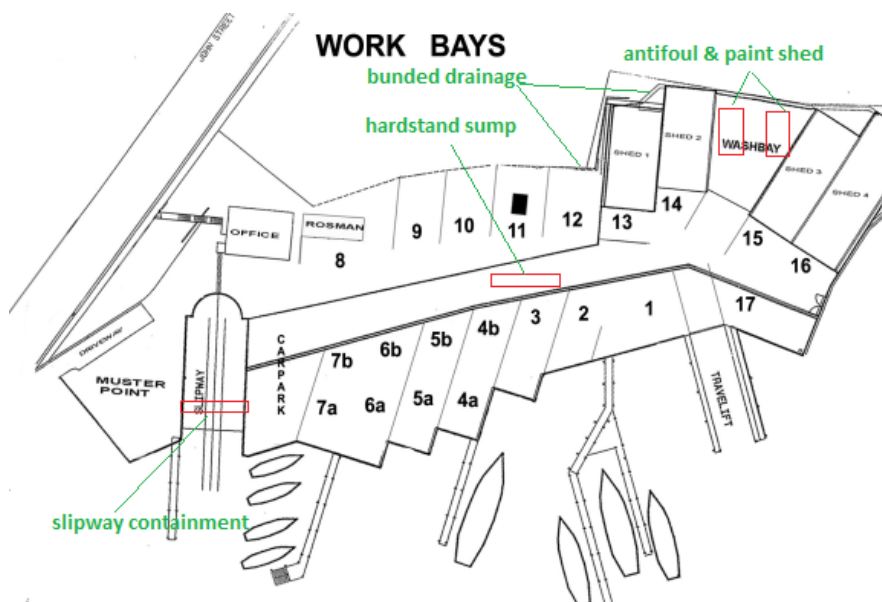 JOHN STREET
WORK BAYS
antifoul & paint shed
bunded drainage
hardstand sump
SHED 1
SHED 2
WASHBAY
SHED 3
SHED 4
OFFICE
ROSMAN
8
9
10
11
12
13
14
15
16
17
DRIVEWAY
MUSTER
POINT
SLIPWAY
CARPARK
7b
6b
5b
4b
3
2
1
7a
6a
5a
4a
TRAVELIFT
slipway containment